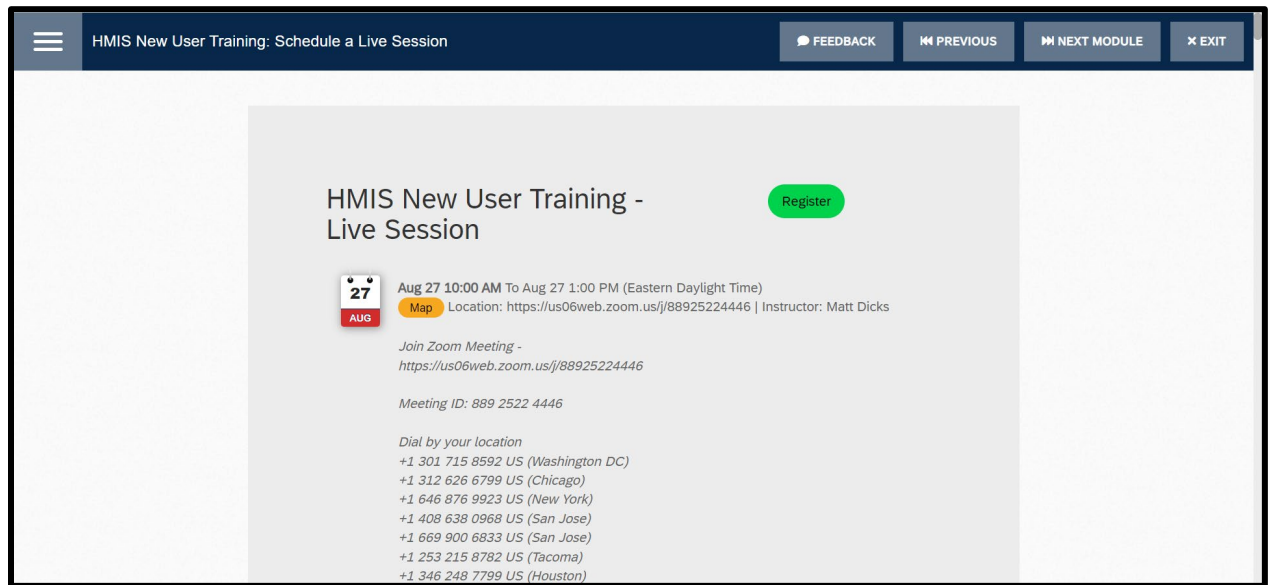 HMIS New User Training: Schedule a Live Session
FEEDBACK
PREVIOUS
NEXT MODULE
EXIT
HMIS New User Training -
Live Session
Register
27
AUG
Aug 27 10:00 AM To Aug 27 1:00 PM (Eastern Daylight Time)
Map Location: https://us06web.zoom.us/j/88925224446 | Instructor: Matt Dicks
Join Zoom Meeting -
https://us06web.zoom.us/j/88925224446
Meeting ID: 889 2522 4446
Dial by your location
+1 301 715 8592 US (Washington DC)
+1 312 626 6799 US (Chicago)
+1 646 876 9923 US (New York)
+1 408 638 0968 US (San Jose)
+1 669 900 6833 US (San Jose)
+1 253 215 8782 US (Tacoma)
+1 346 248 7799 US (Houston)